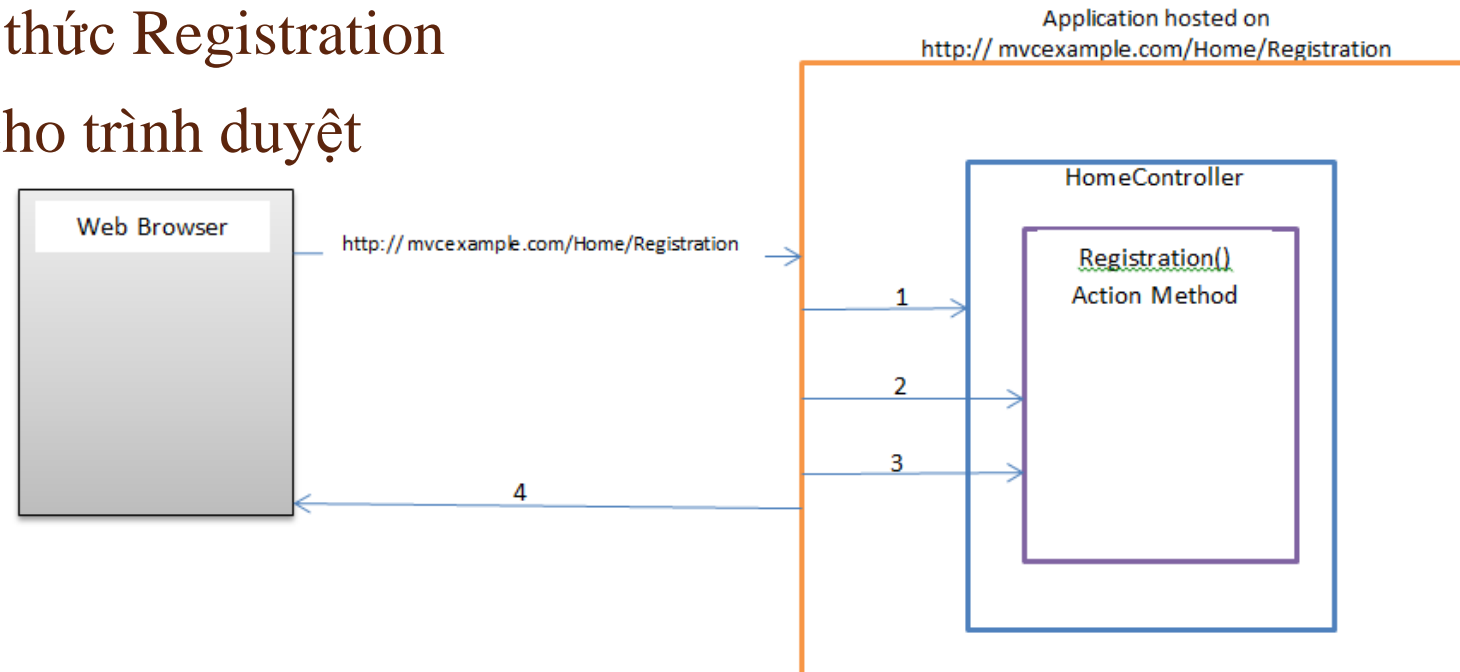 thức Registration
ho trình duyệt
Application hosted on
http:// mvcexample.com/Home/Registration
HomeController
Web Browser
http:// mvcexample.com/Home/Registration
Registration()
Action Method
1
2
3
4